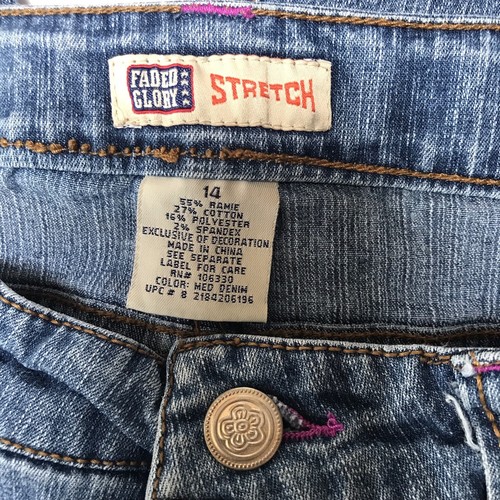 FADED
GLORY
STRETCH
14
55% RAMIE
27% COTTON
16% POLYESTER
2% SPANDEX
EXCLUSIVE OF DECORATION
MADE IN CHINA
SEE SEPARATE
LABEL FOR CARE
RN# 106330
COLOR: MED DENIM
UPC # 8 2184206196